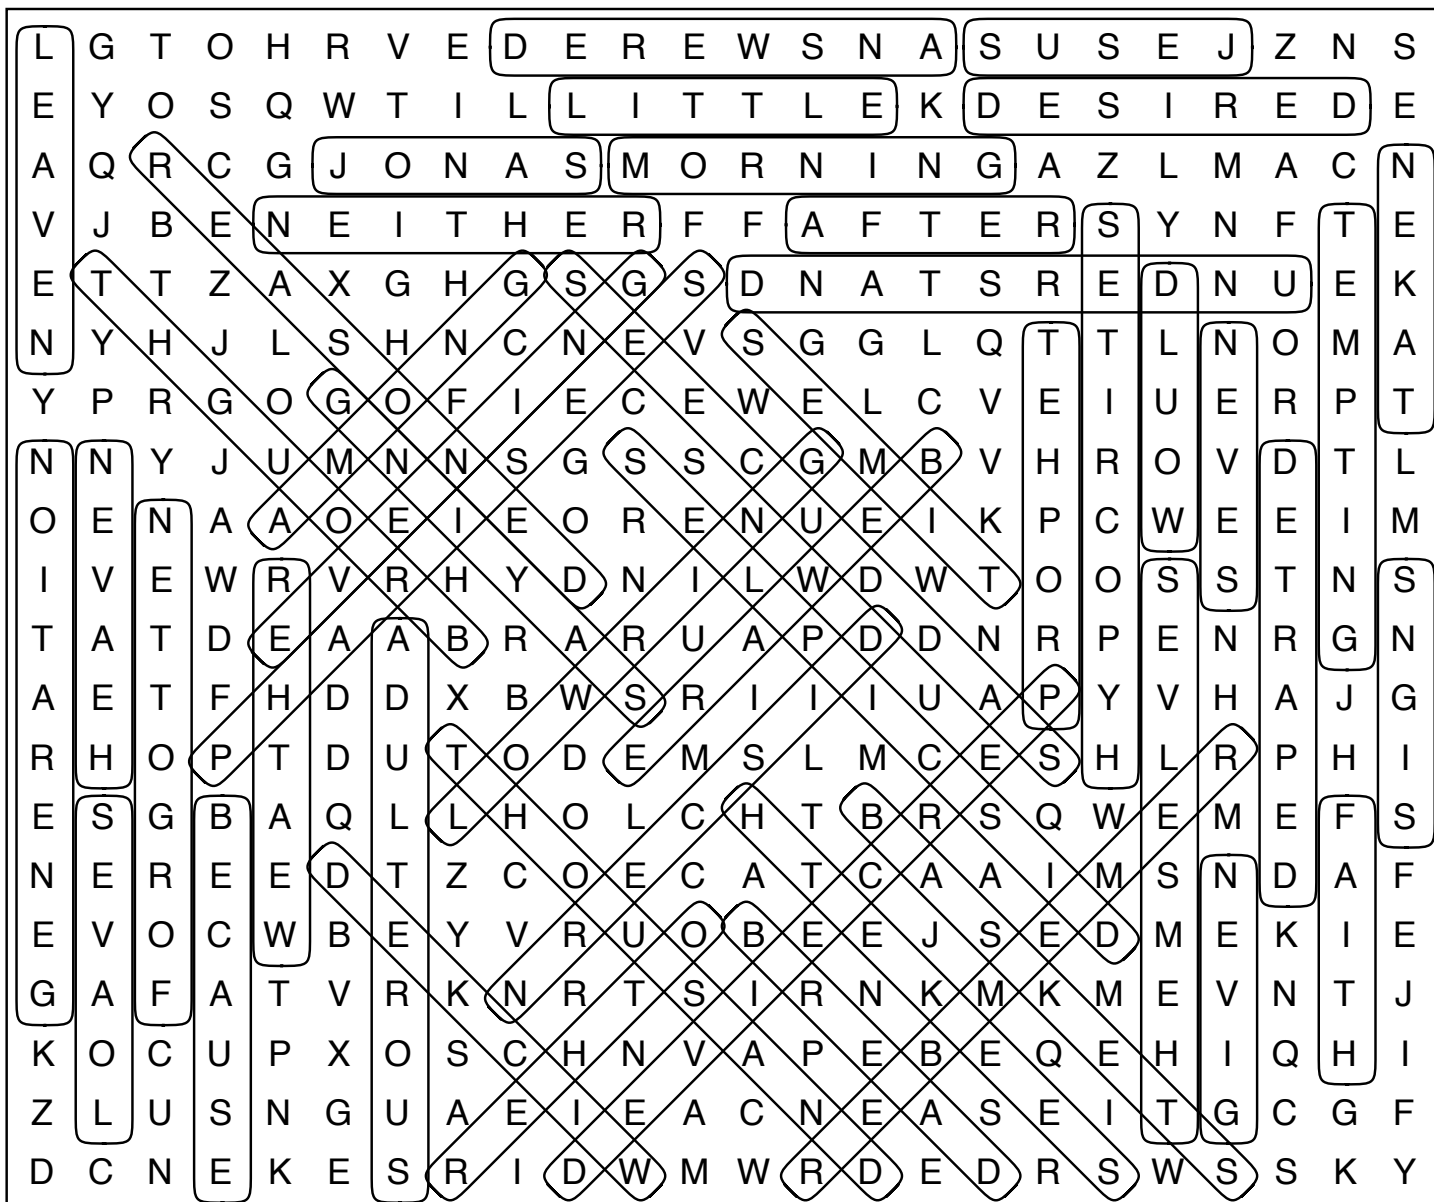 L G T O H R V E D E R E W S N A S U S E J Z N S
E Y O S Q W T I L L I T T L E K D E S I R E D E
A Q R C G J O N A S M O R N I N G A Z L M A C N
V J B E N E I T H E R F F A F T E R S Y N F T E
E T T Z A X G H G S G S D N A T S R E D N U E K
N Y H J L S H N C N E V S G G L Q T T L N O M A
Y P R G O G O F I E C E W E L C V E I U E R P T
N N Y J U M N N S G S S C G M B V H R O V D T L
O E N A A O E I E O R E N U E I K P C W E E I M
I V E W R V R H Y D N I L W D W T O O S S T N S
T A T D E A A B R A R U A P D D N R P E N R G N
A E T F H D D X B W S R I I I U A P Y V H A J G
R H O P T D U T O D E M S L M C E S H L R P H I
E S G B A Q L L H O L C H T B R S Q W E M E F S
N E R E E D T Z C O E C A T C A A I M S N D A F
E V O C W B E Y V R U O B E E J S E D M E K I E
G A F A T V R K N R T S I R N K M K M E V N T J
K O C U P X O S C H N V A P E B E Q E H I Q H I
Z L U S N G U A E I E A C N E A S E I T G C G F
D C N E K E S R I D W M W R D E D R S W S S K Y